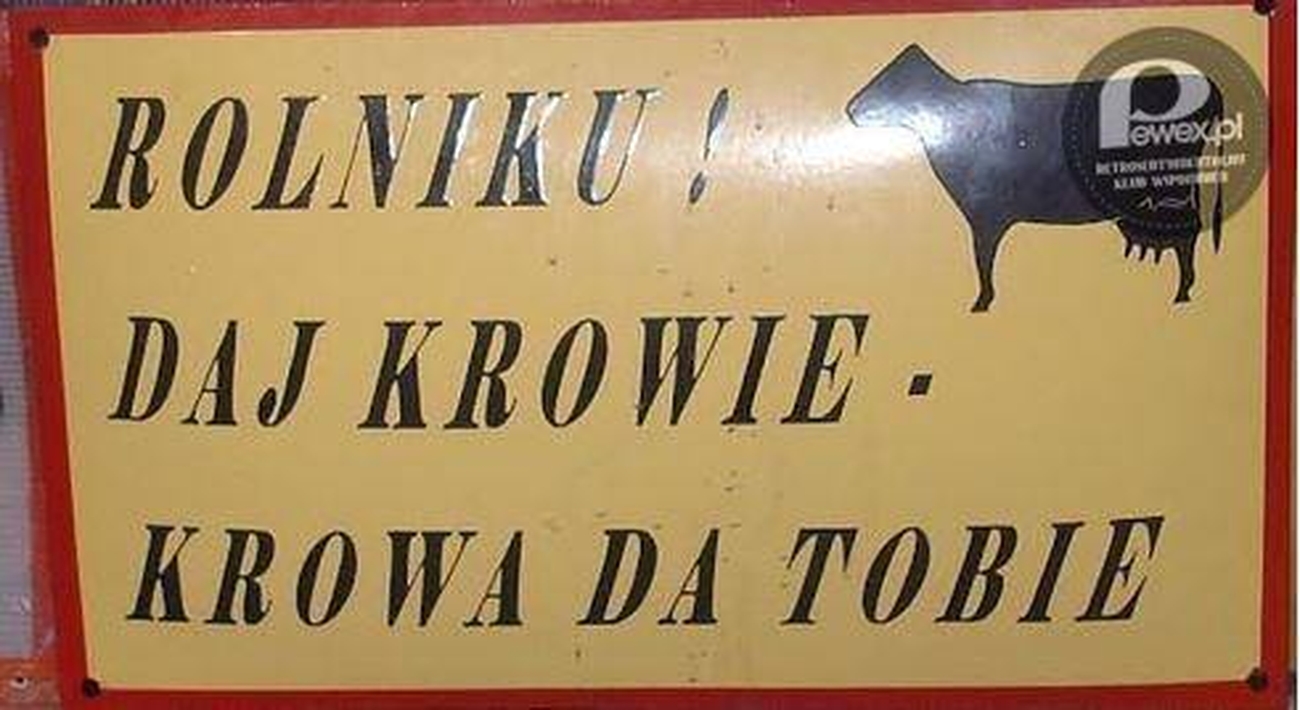 ROLNIKU !
DAJ KROWIE -
KROWA DA TOBIE
Pewex.pl